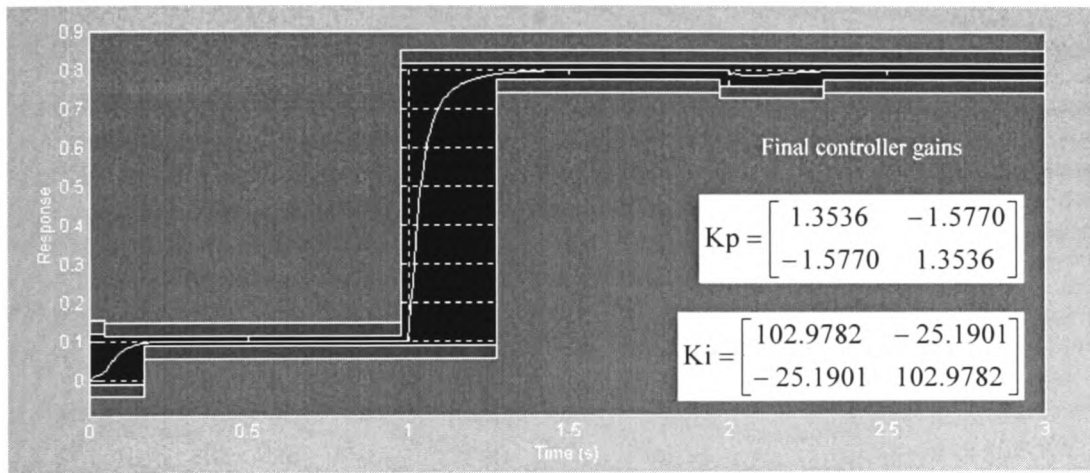 0.9
0.8
0.7
0.6
0.5
0.4
0.3
0.2
0.1
0
Response
0 0.5 1 1.5 2 2.5 3
Time (s)
Final controller gains
Kp = [ 1.3536 −1.5770
−1.5770 1.3536 ]
Ki = [ 102.9782 −25.1901
−25.1901 102.9782 ]